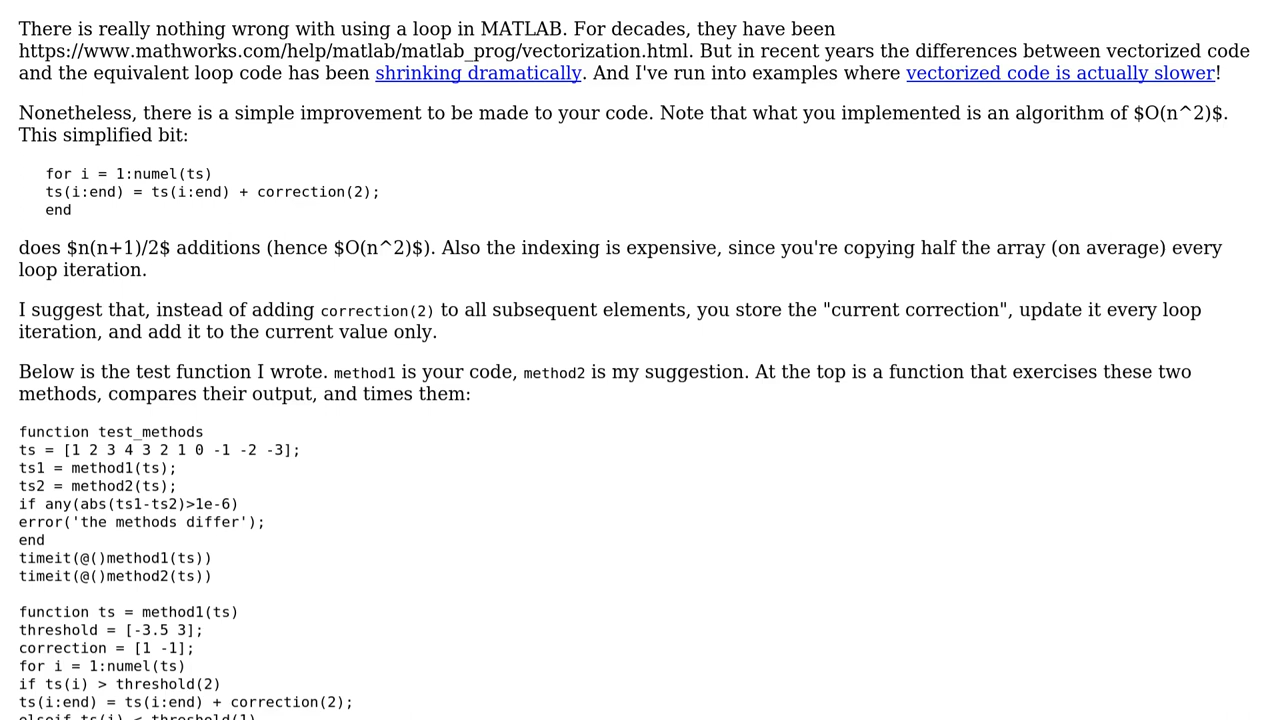 There is really nothing wrong with using a loop in MATLAB. For decades, they have been
https://www.mathworks.com/help/matlab/matlab_prog/vectorization.html. But in recent years the differences between vectorized code
and the equivalent loop code has been shrinking dramatically. And I've run into examples where vectorized code is actually slower!
Nonetheless, there is a simple improvement to be made to your code. Note that what you implemented is an algorithm of $O(n^2)$.
This simplified bit:
for i = 1:numel(ts)
ts(i:end) = ts(i:end) + correction(2);
end
does $n(n+1)/2$ additions (hence $O(n^2)$). Also the indexing is expensive, since you're copying half the array (on average) every
loop iteration.
I suggest that, instead of adding correction(2) to all subsequent elements, you store the "current correction", update it every loop
iteration, and add it to the current value only.
Below is the test function I wrote. method1 is your code, method2 is my suggestion. At the top is a function that exercises these two
methods, compares their output, and times them:
function test_methods
ts = [1 2 3 4 3 2 1 0 -1 -2 -3];
ts1 = method1(ts);
ts2 = method2(ts);
if any(abs(ts1-ts2)>1e-6)
error('the methods differ');
end
timeit(@()method1(ts))
timeit(@()method2(ts))
function ts = method1(ts)
threshold = [-3.5 3];
correction = [1 -1];
for i = 1:numel(ts)
if ts(i) > threshold(2)
ts(i:end) = ts(i:end) + correction(2);
elseif ts(i) < threshold(1)